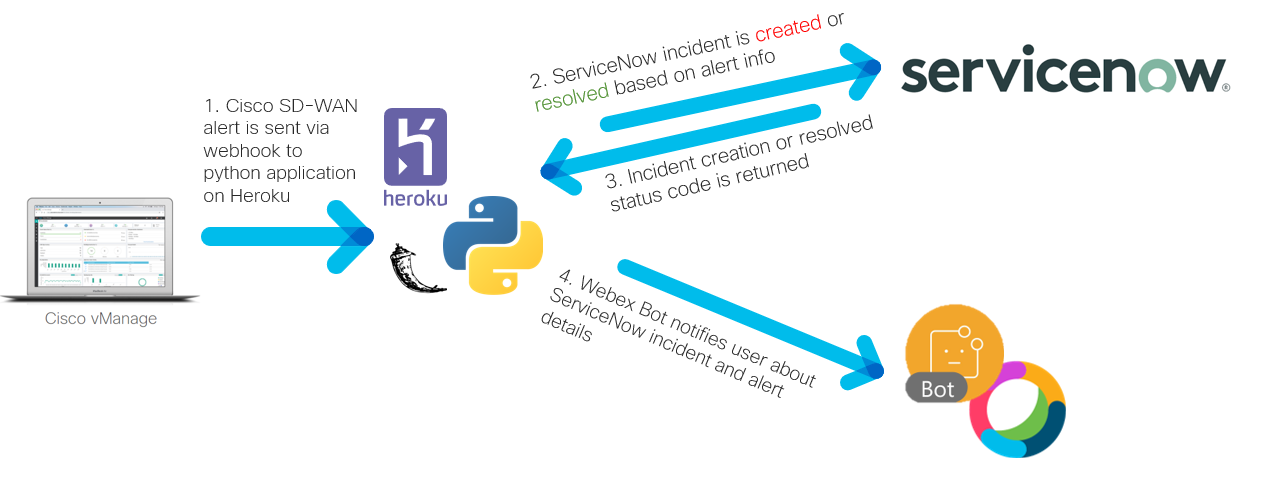 1. Cisco SD-WAN
alert is sent via
webhook to
python application
on Heroku
Cisco vManage
heroku
2. ServiceNow incident is created or
resolved based on alert info
servicenow®
3. Incident creation or resolved
status code is returned
4. Webex Bot notifies user about
ServiceNow incident and alert
details
Bot